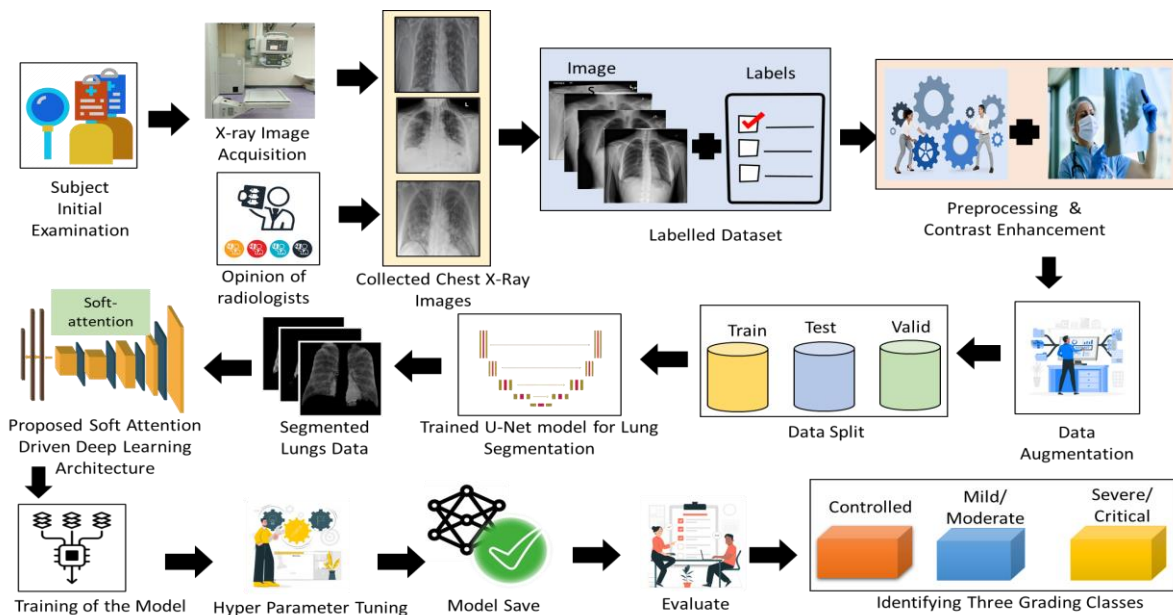 X-ray Image
Acquisition
Subject
Initial
Examination
Opinion of
radiologists
L
Collected Chest X-Ray
Images
Image
S
Labels
Labelled Dataset
Preprocessing &
Contrast Enhancement
Soft-
attention
Proposed Soft Attention
Driven Deep Learning
Architecture
Segmented
Lungs Data
Trained U-Net model for Lung
Segmentation
Train
Test
Valid
Data Split
Data
Augmentation
Training of the Model
Hyper Parameter Tuning
Model Save
Evaluate
Controlled
Mild/
Moderate
Severe/
Critical
Identifying Three Grading Classes